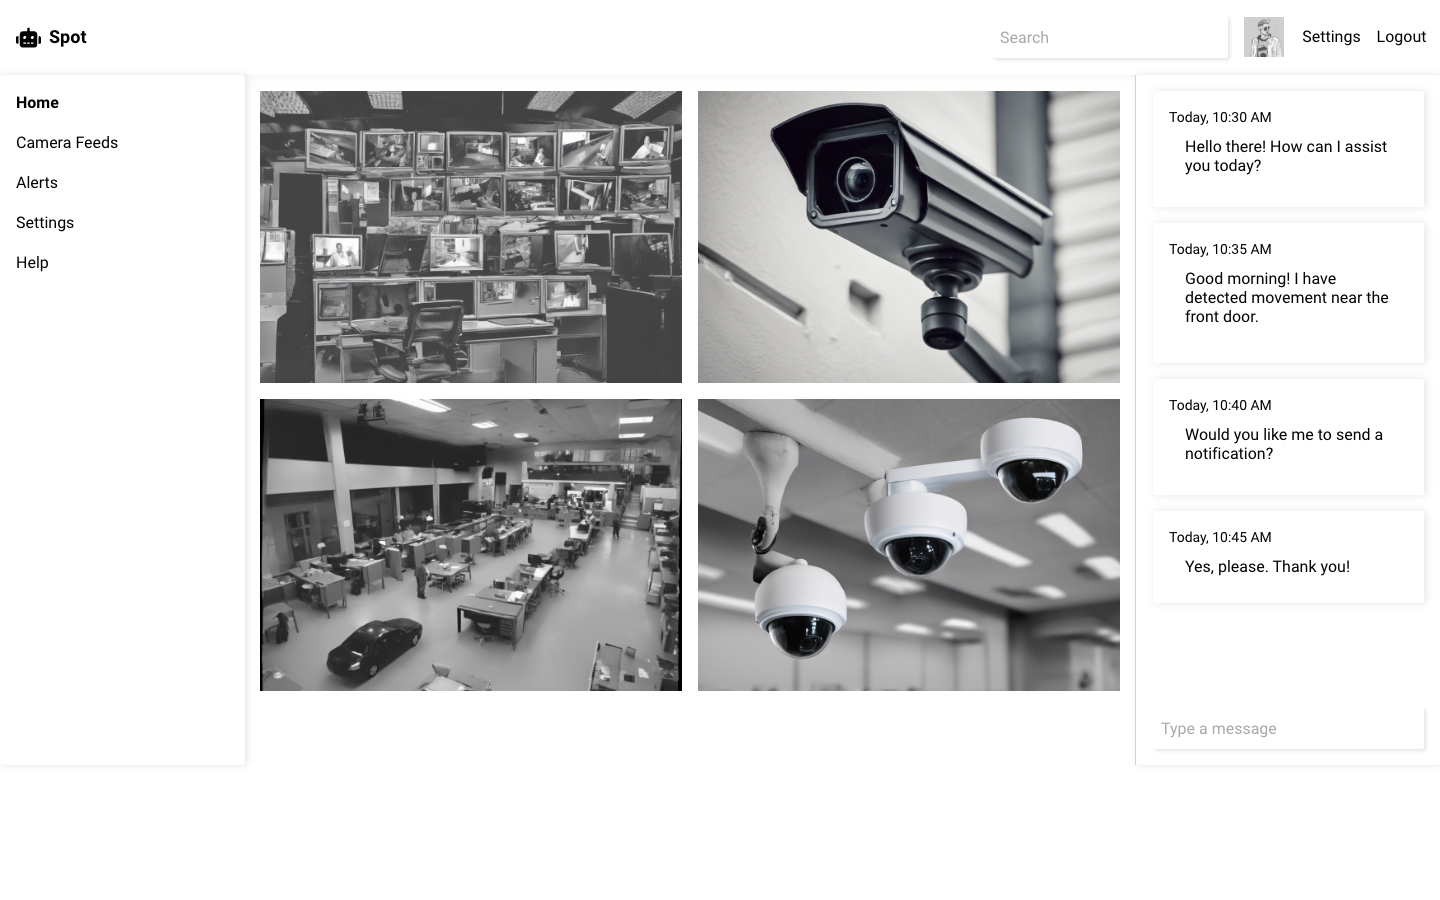 Spot
Search
Settings
Logout
Home
Camera Feeds
Alerts
Settings
Help
Today, 10:30 AM
Hello there! How can I assist
you today?
Today, 10:35 AM
Good morning! I have
detected movement near the
front door.
Today, 10:40 AM
Would you like me to send a
notification?
Today, 10:45 AM
Yes, please. Thank you!
Type a message